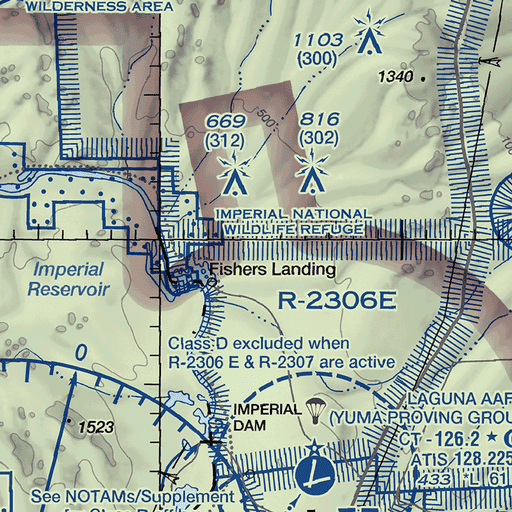 WILDERNESS AREA
1103
(300)
1340
500
669
(312)
816
(302)
IMPERIAL NATIONAL
WILDLIFE REFUGE
Imperial
Reservoir
Fishers Landing
R-2306E
Class D excluded when
R-2306 E & R-2307 are active
0
1523
IMPERIAL
DAM
LAGUNA AAF
(YUMA PROVING GROU
CT - 126.2
ATIS 128.225
433 L 61
See NOTAMs/Supplement